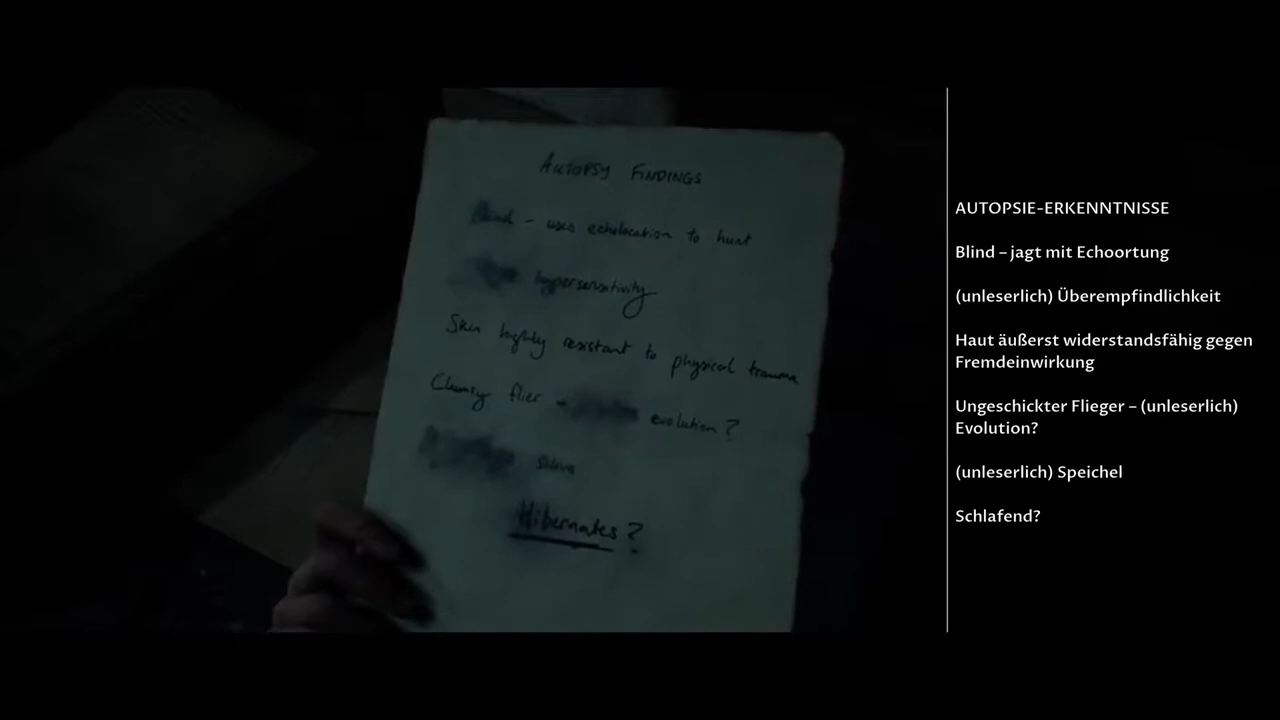 AUTOPSY FINDINGS
Blind - uses echolocation to hunt
hypersensitivity
Skin highly resistant to physical trauma
Clumsy flier - evolution?
saliva
Hibernates?
AUTOPSIE-ERKENNTNISSE
Blind – jagt mit Echoortung
(unleserlich) Überempfindlichkeit
Haut äußerst widerstandsfähig gegen
Fremdeinwirkung
Ungeschickter Flieger – (unleserlich)
Evolution?
(unleserlich) Speichel
Schlafend?